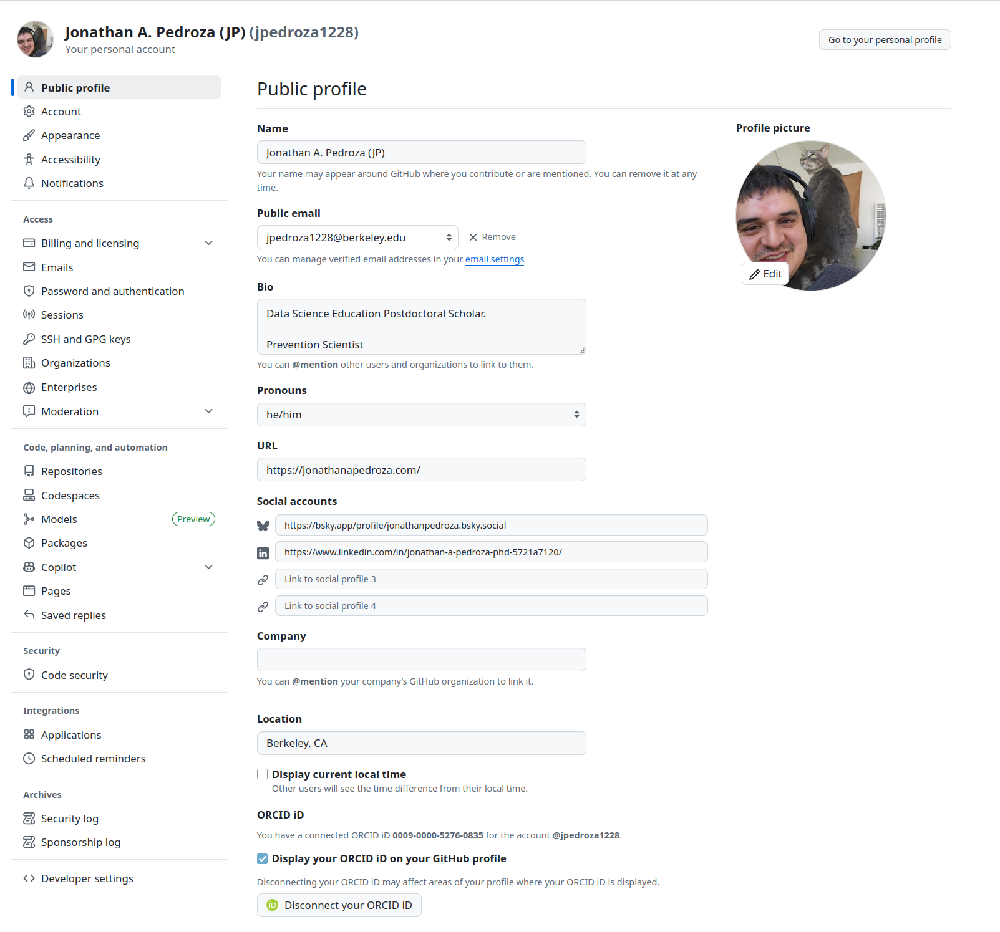 Jonathan A. Pedroza (JP) (jpedroza1228)
Your personal account
Go to your personal profile
Public profile
Account
Appearance
Accessibility
Notifications
Access
Billing and licensing
Emails
Password and authentication
Sessions
SSH and GPG keys
Organizations
Enterprises
Moderation
Code, planning, and automation
Repositories
Codespaces
Models Preview
Packages
Copilot
Pages
Saved replies
Security
Code security
Integrations
Applications
Scheduled reminders
Archives
Security log
Sponsorship log
Developer settings
Public profile
Name
Jonathan A. Pedroza (JP)
Your name may appear around GitHub where you contribute or are mentioned. You can remove it at any
time.
Public email
jpedroza1228@berkeley.edu
Remove
You can manage verified email addresses in your email settings
Bio
Data Science Education Postdoctoral Scholar.
Prevention Scientist
You can @mention other users and organizations to link to them.
Pronouns
he/him
URL
https://jonathanapedroza.com/
Social accounts
https://bsky.app/profile/jonathanpedroza.bsky.social
in
https://www.linkedin.com/in/jonathan-a-pedroza-phd-5721a7120/
Link to social profile 3
Link to social profile 4
Company
You can @mention your company's GitHub organization to link it.
Location
Berkeley, CA
Display current local time
Other users will see the time difference from their local time.
ORCID iD
You have a connected ORCID iD 0009-0000-5276-0835 for the account @jpedroza1228.
Display your ORCID iD on your GitHub profile
Disconnecting your ORCID iD may affect areas of your profile where your ORCID iD is displayed.
iD Disconnect your ORCID iD
Profile picture
Edit